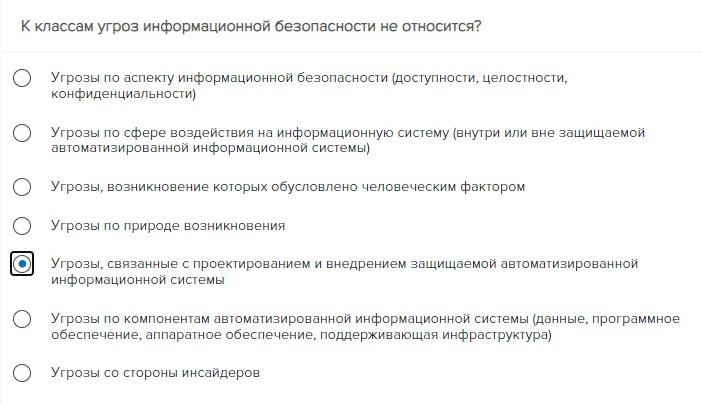 К классам угроз информационной безопасности не относится?
Угрозы по аспекту информационной безопасности (доступности, целостности,
конфиденциальности)
Угрозы по сфере воздействия на информационную систему (внутри или вне защищаемой
автоматизированной информационной системы)
Угрозы, возникновение которых обусловлено человеческим фактором
Угрозы по природе возникновения
Угрозы, связанные с проектированием и внедрением защищаемой автоматизированной
информационной системы
Угрозы по компонентам автоматизированной информационной системы (данные, программное
обеспечение, аппаратное обеспечение, поддерживающая инфраструктура)
Угрозы со стороны инсайдеров